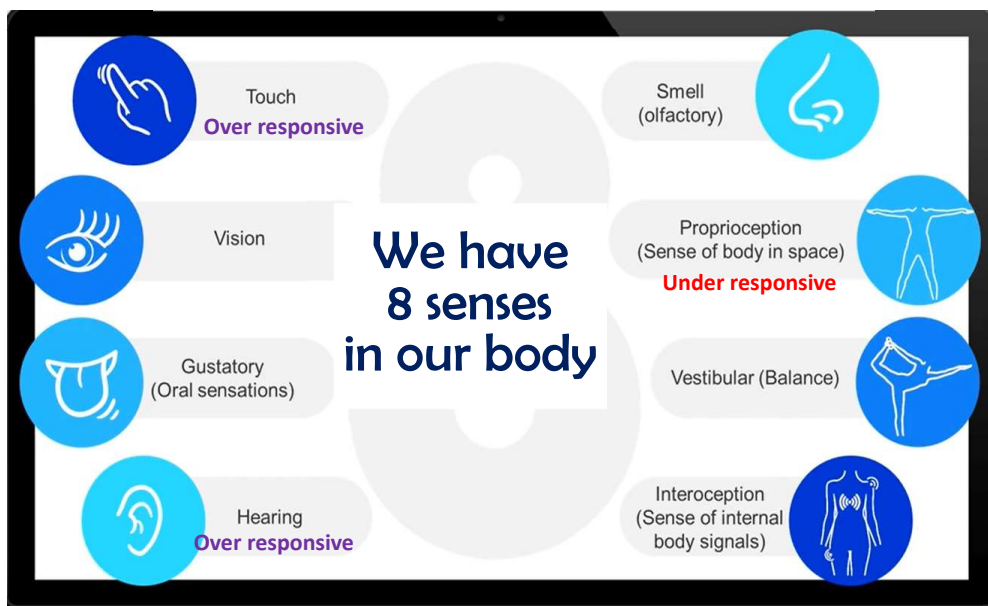 Touch
Over responsive
Vision
Gustatory
(Oral sensations)
Hearing
Over responsive
We have
8 senses
in our body
Smell
(olfactory)
Proprioception
(Sense of body in space)
Under responsive
Vestibular (Balance)
Interoception
(Sense of internal
body signals)